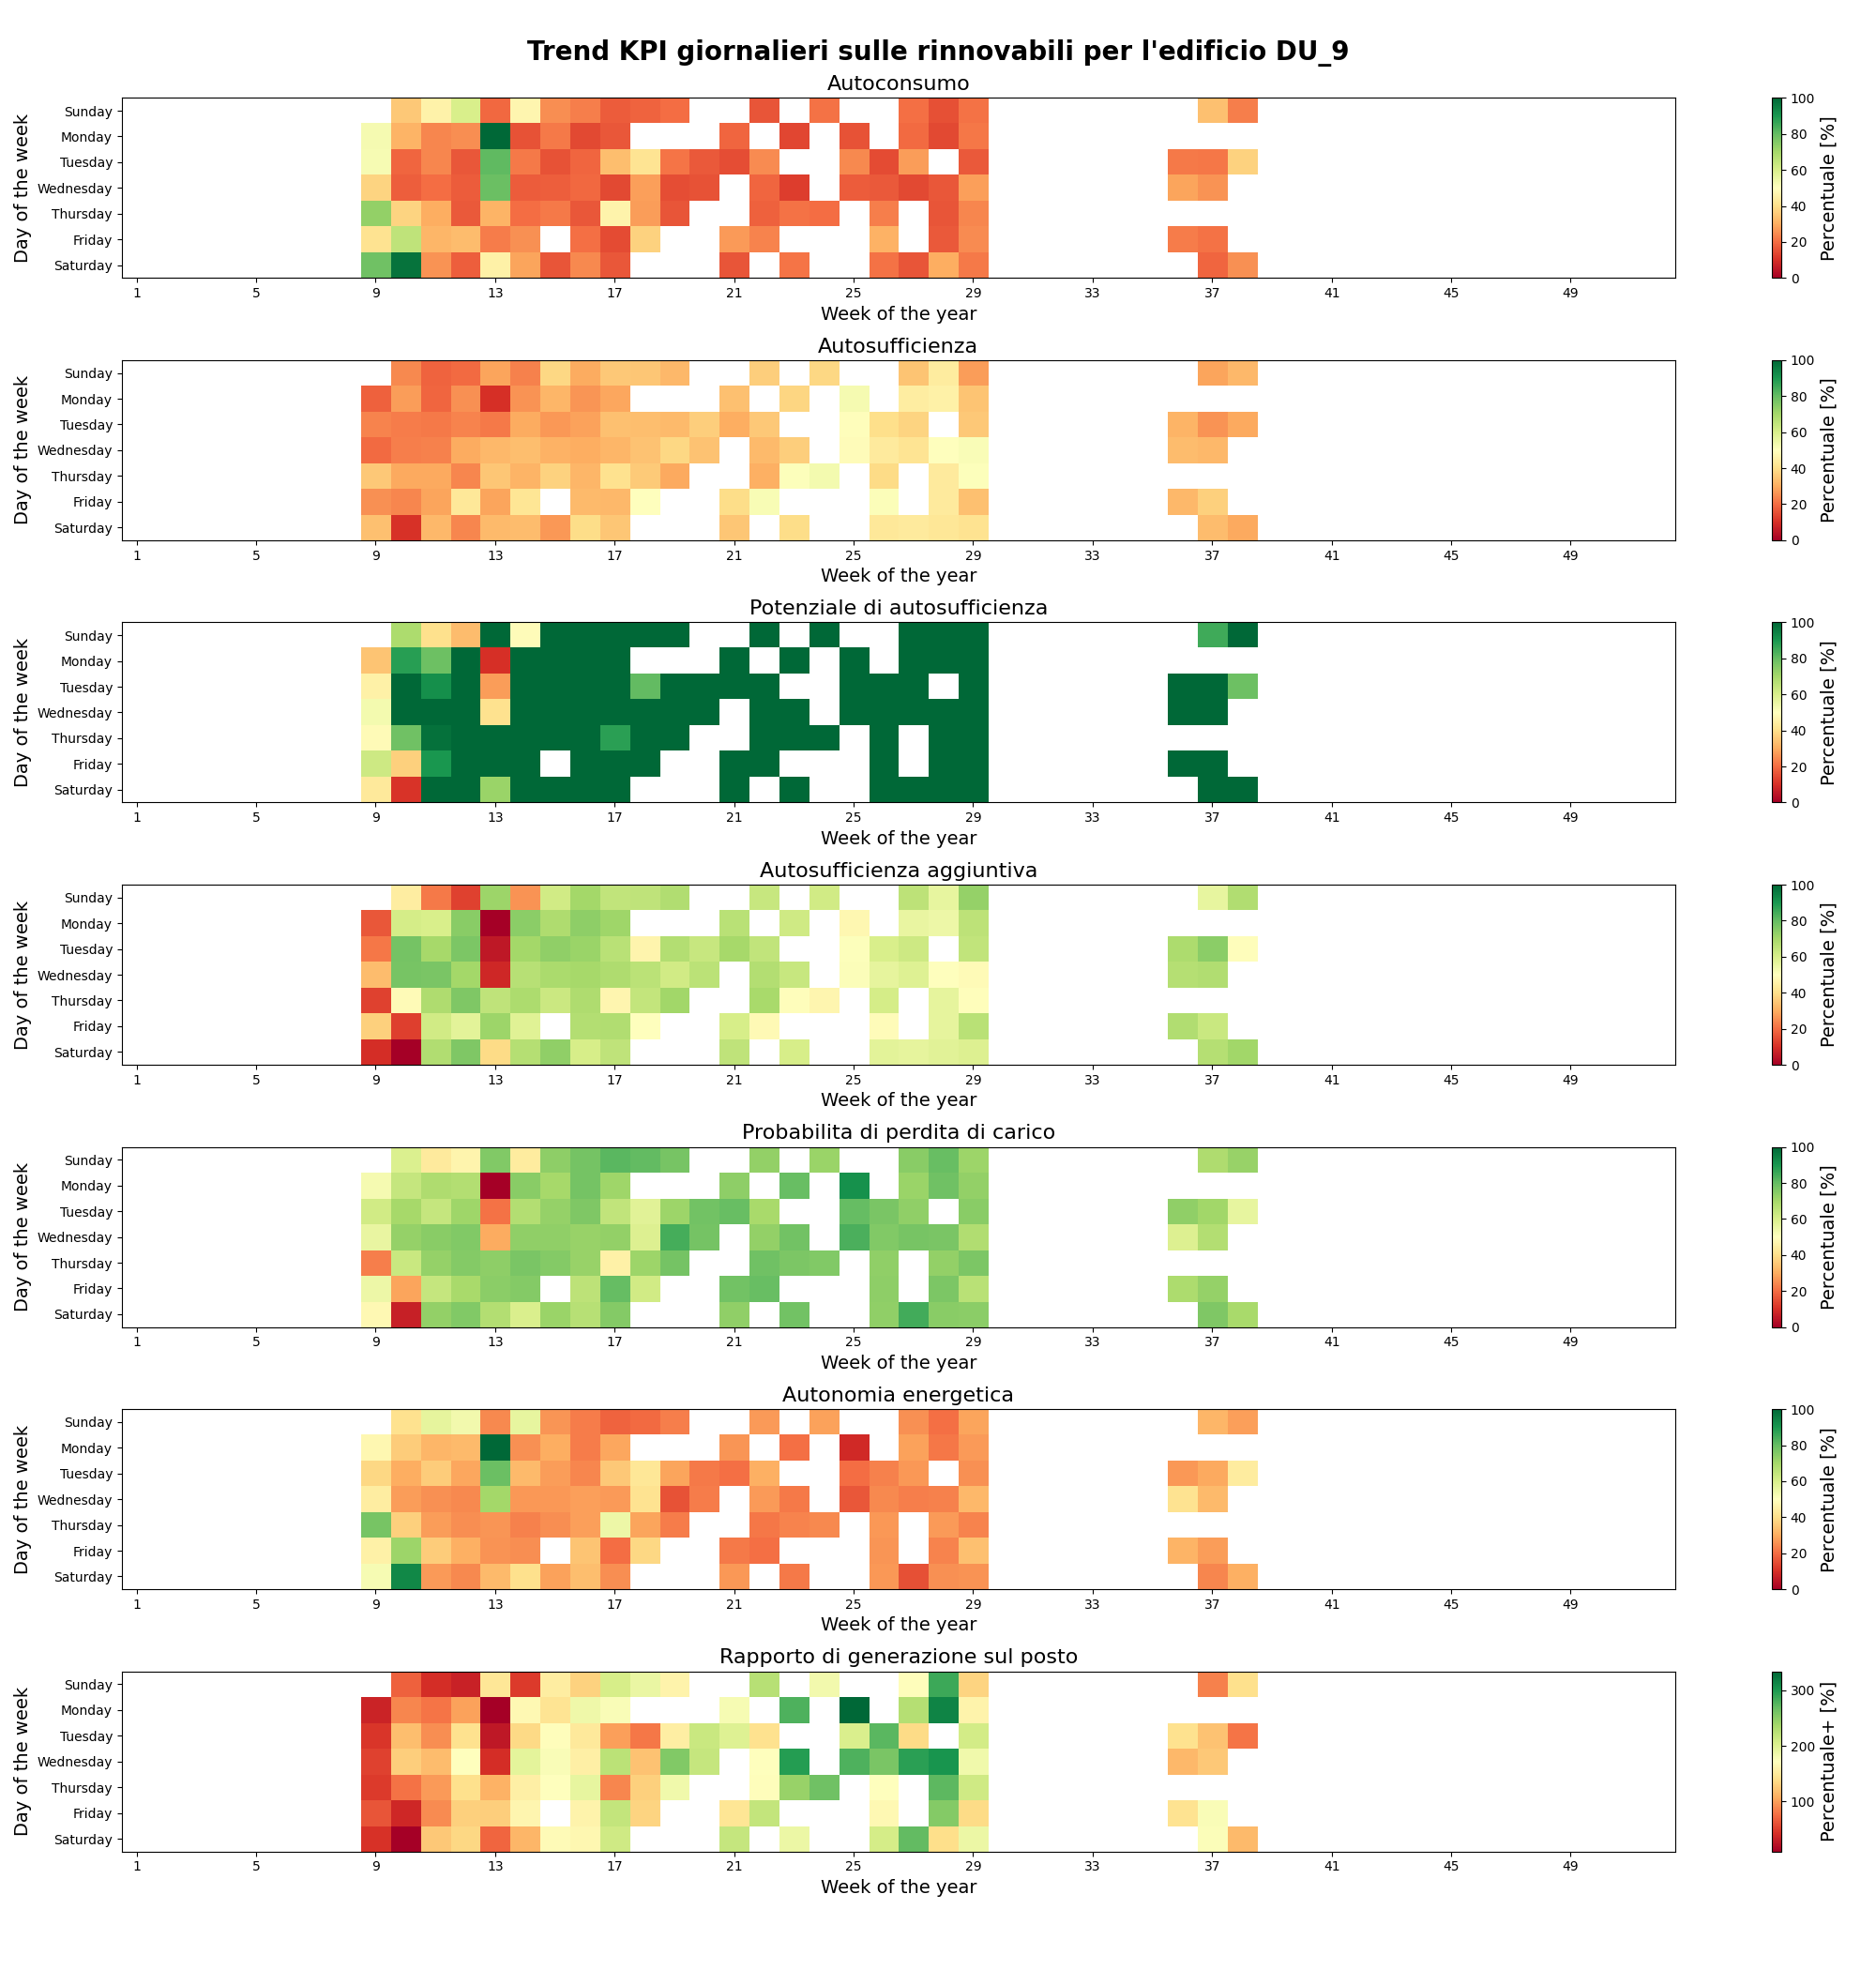 Trend KPI giornalieri sulle rinnovabili per l'edificio DU_9
Autoconsumo
Day of the week
Sunday
Monday
Tuesday
Wednesday
Thursday
Friday
Saturday
1 5 9 13 17 21 25 29 33 37 41 45 49
Week of the year
100
80
60
40
20
0
Percentuale [%]
Autosufficienza
Day of the week
Sunday
Monday
Tuesday
Wednesday
Thursday
Friday
Saturday
1 5 9 13 17 21 25 29 33 37 41 45 49
Week of the year
100
80
60
40
20
0
Percentuale [%]
Potenziale di autosufficienza
Day of the week
Sunday
Monday
Tuesday
Wednesday
Thursday
Friday
Saturday
1 5 9 13 17 21 25 29 33 37 41 45 49
Week of the year
100
80
60
40
20
0
Percentuale [%]
Autosufficienza aggiuntiva
Day of the week
Sunday
Monday
Tuesday
Wednesday
Thursday
Friday
Saturday
1 5 9 13 17 21 25 29 33 37 41 45 49
Week of the year
100
80
60
40
20
0
Percentuale [%]
Probabilita di perdita di carico
Day of the week
Sunday
Monday
Tuesday
Wednesday
Thursday
Friday
Saturday
1 5 9 13 17 21 25 29 33 37 41 45 49
Week of the year
100
80
60
40
20
0
Percentuale [%]
Autonomia energetica
Day of the week
Sunday
Monday
Tuesday
Wednesday
Thursday
Friday
Saturday
1 5 9 13 17 21 25 29 33 37 41 45 49
Week of the year
100
80
60
40
20
0
Percentuale [%]
Rapporto di generazione sul posto
Day of the week
Sunday
Monday
Tuesday
Wednesday
Thursday
Friday
Saturday
1 5 9 13 17 21 25 29 33 37 41 45 49
Week of the year
300
200
100
Percentuale+ [%]